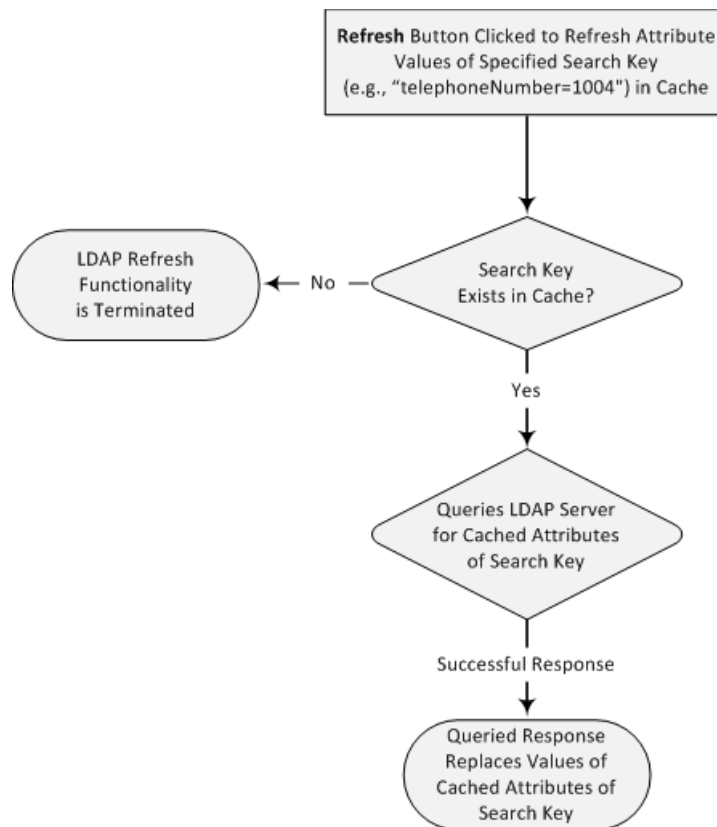 Refresh Button Clicked to Refresh Attribute
Values of Specified Search Key
(e.g., “telephoneNumber=1004") in Cache
Search Key
Exists in Cache?
No
LDAP Refresh
Functionality
is Terminated
Yes
Queries LDAP Server
for Cached Attributes
of Search Key
Successful Response
Queried Response
Replaces Values of
Cached Attributes of
Search Key